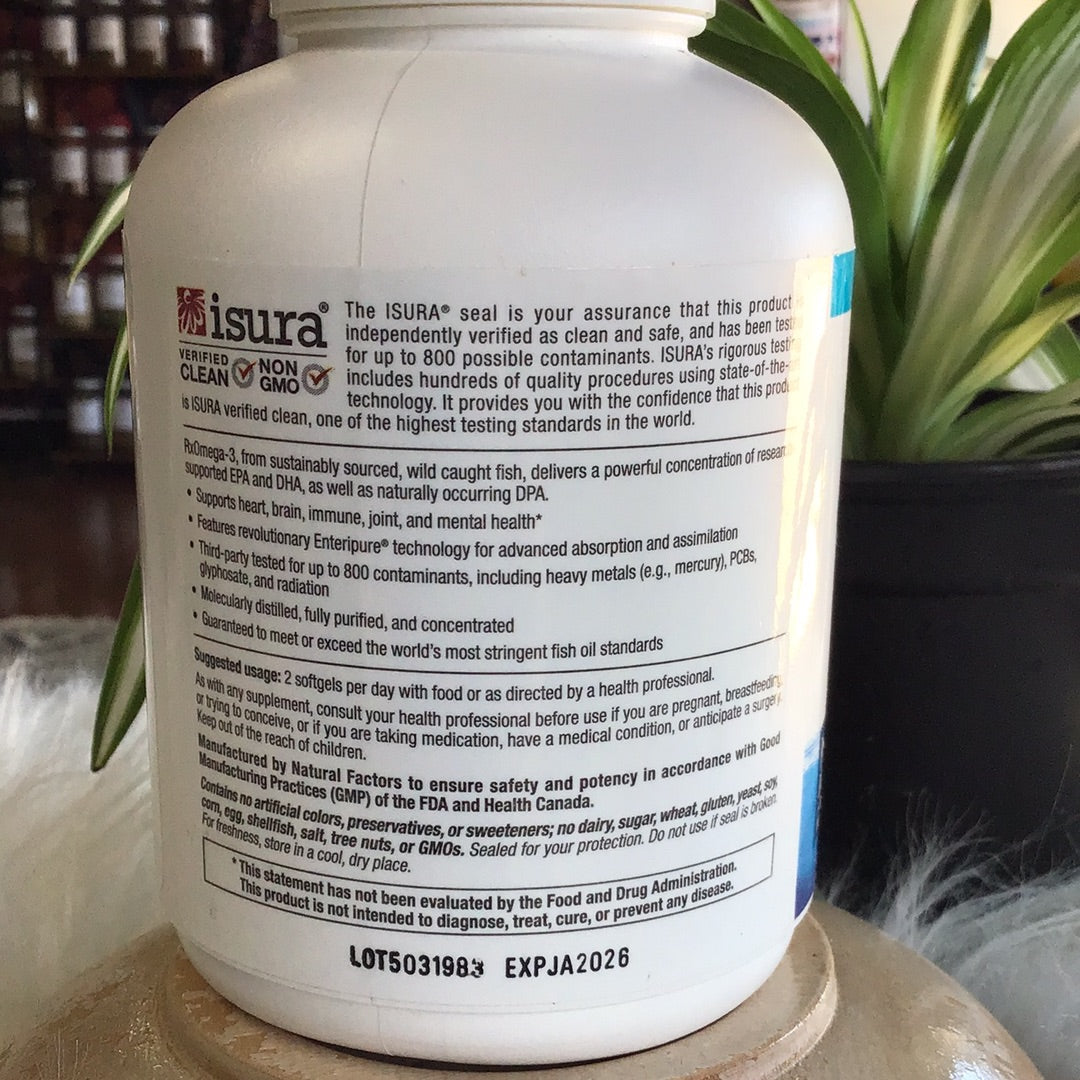 isura®
VERIFIED
CLEAN
NON
GMO
The ISURA® seal is your assurance that this product
independently verified as clean and safe, and has been
for up to 800 possible contaminants. ISURA's rigorous
includes hundreds of quality procedures using state-of-the-
technology. It provides you with the confidence that this
is ISURA verified clean, one of the highest testing standards in the world.
RxOmega-3, from sustainably sourced, wild caught fish, delivers a powerful concentration of
supported EPA and DHA, as well as naturally occurring DPA.
• Supports heart, brain, immune, joint, and mental health*
• Features revolutionary Enteripure® technology for advanced absorption and assimilation
• Third-party tested for up to 800 contaminants, including heavy metals (e.g., mercury), PCBs,
glyphosate, and radiation
• Molecularly distilled, fully purified, and concentrated
• Guaranteed to meet or exceed the world's most stringent fish oil standards
Suggested usage: 2 softgels per day with food or as directed by a health professional.
As with any supplement, consult your health professional before use if you are pregnant, breastfeeding,
or trying to conceive, or if you are taking medication, have a medical condition, or anticipate a surgery.
Keep out of the reach of children.
Manufactured by Natural Factors to ensure safety and potency in accordance with Good
Manufacturing Practices (GMP) of the FDA and Health Canada.
Contains no artificial colors, preservatives, or sweeteners; no dairy, sugar, wheat, gluten, yeast, soy,
corn, egg, shellfish, salt, tree nuts, or GMOs. Sealed for your protection. Do not use if seal is broken.
For freshness, store in a cool, dry place.
*This statement has not been evaluated by the Food and Drug Administration.
This product is not intended to diagnose, treat, cure, or prevent any disease.
LOT5031983 EXPJA2026